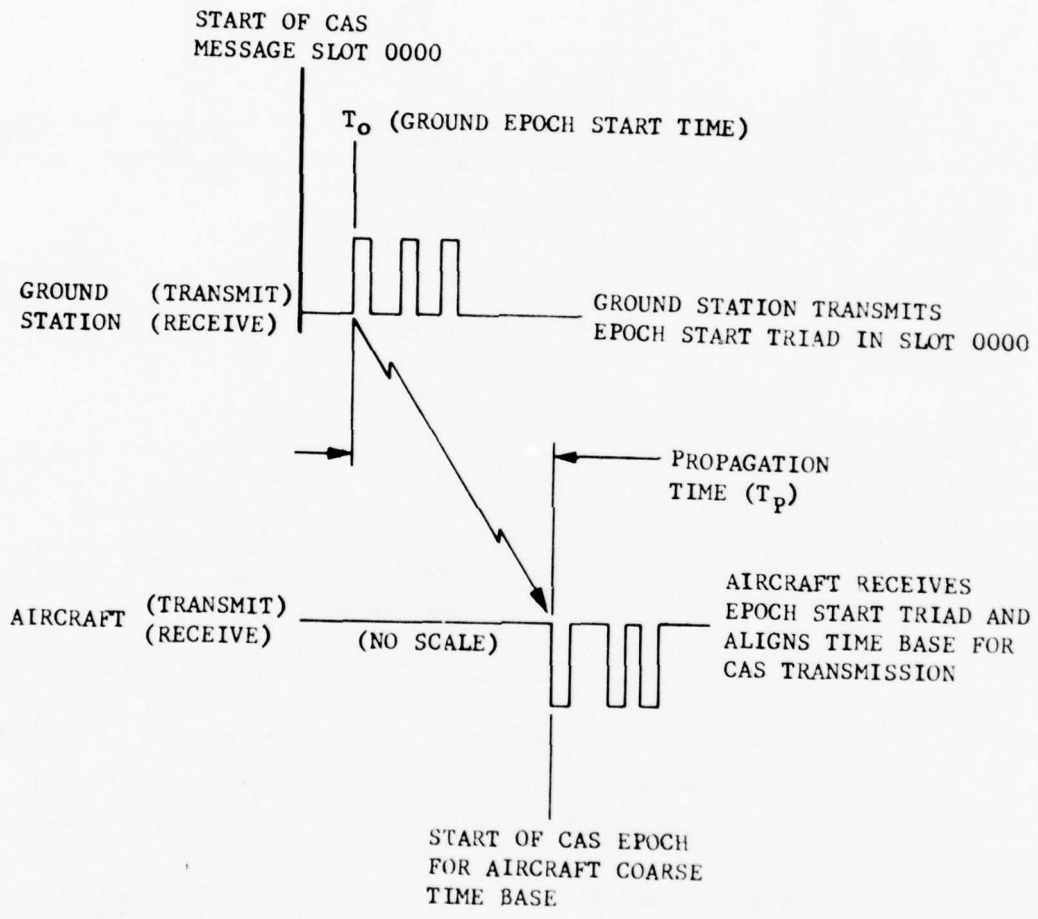 START OF CAS
MESSAGE SLOT 0000
To (GROUND EPOCH START TIME)
GROUND (TRANSMIT)
STATION (RECEIVE)
GROUND STATION TRANSMITS
EPOCH START TRIAD IN SLOT 0000
PROPAGATION
TIME (Tp)
AIRCRAFT (TRANSMIT)
(RECEIVE)
(NO SCALE)
AIRCRAFT RECEIVES
EPOCH START TRIAD AND
ALIGNS TIME BASE FOR
CAS TRANSMISSION
START OF CAS EPOCH
FOR AIRCRAFT COARSE
TIME BASE